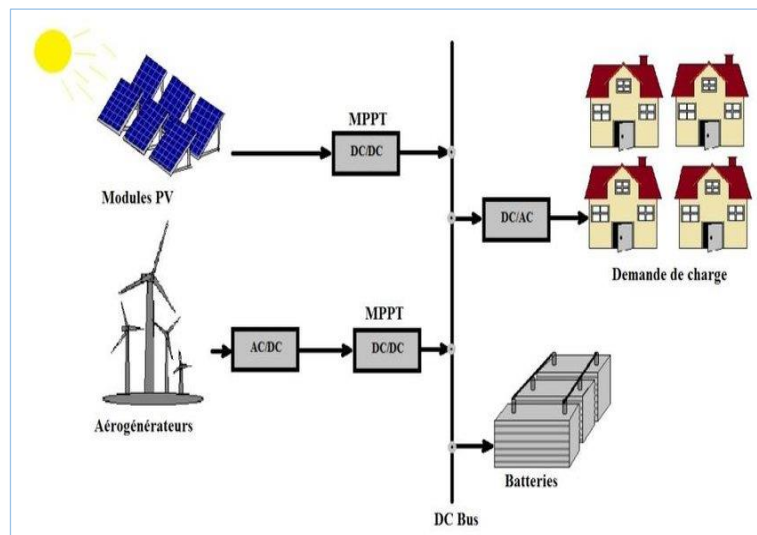 MPPT
DC/DC
Modules PV
DC/AC
Demande de charge
MPPT
AC/DC
DC/DC
Aérogénérateurs
Batteries
DC Bus